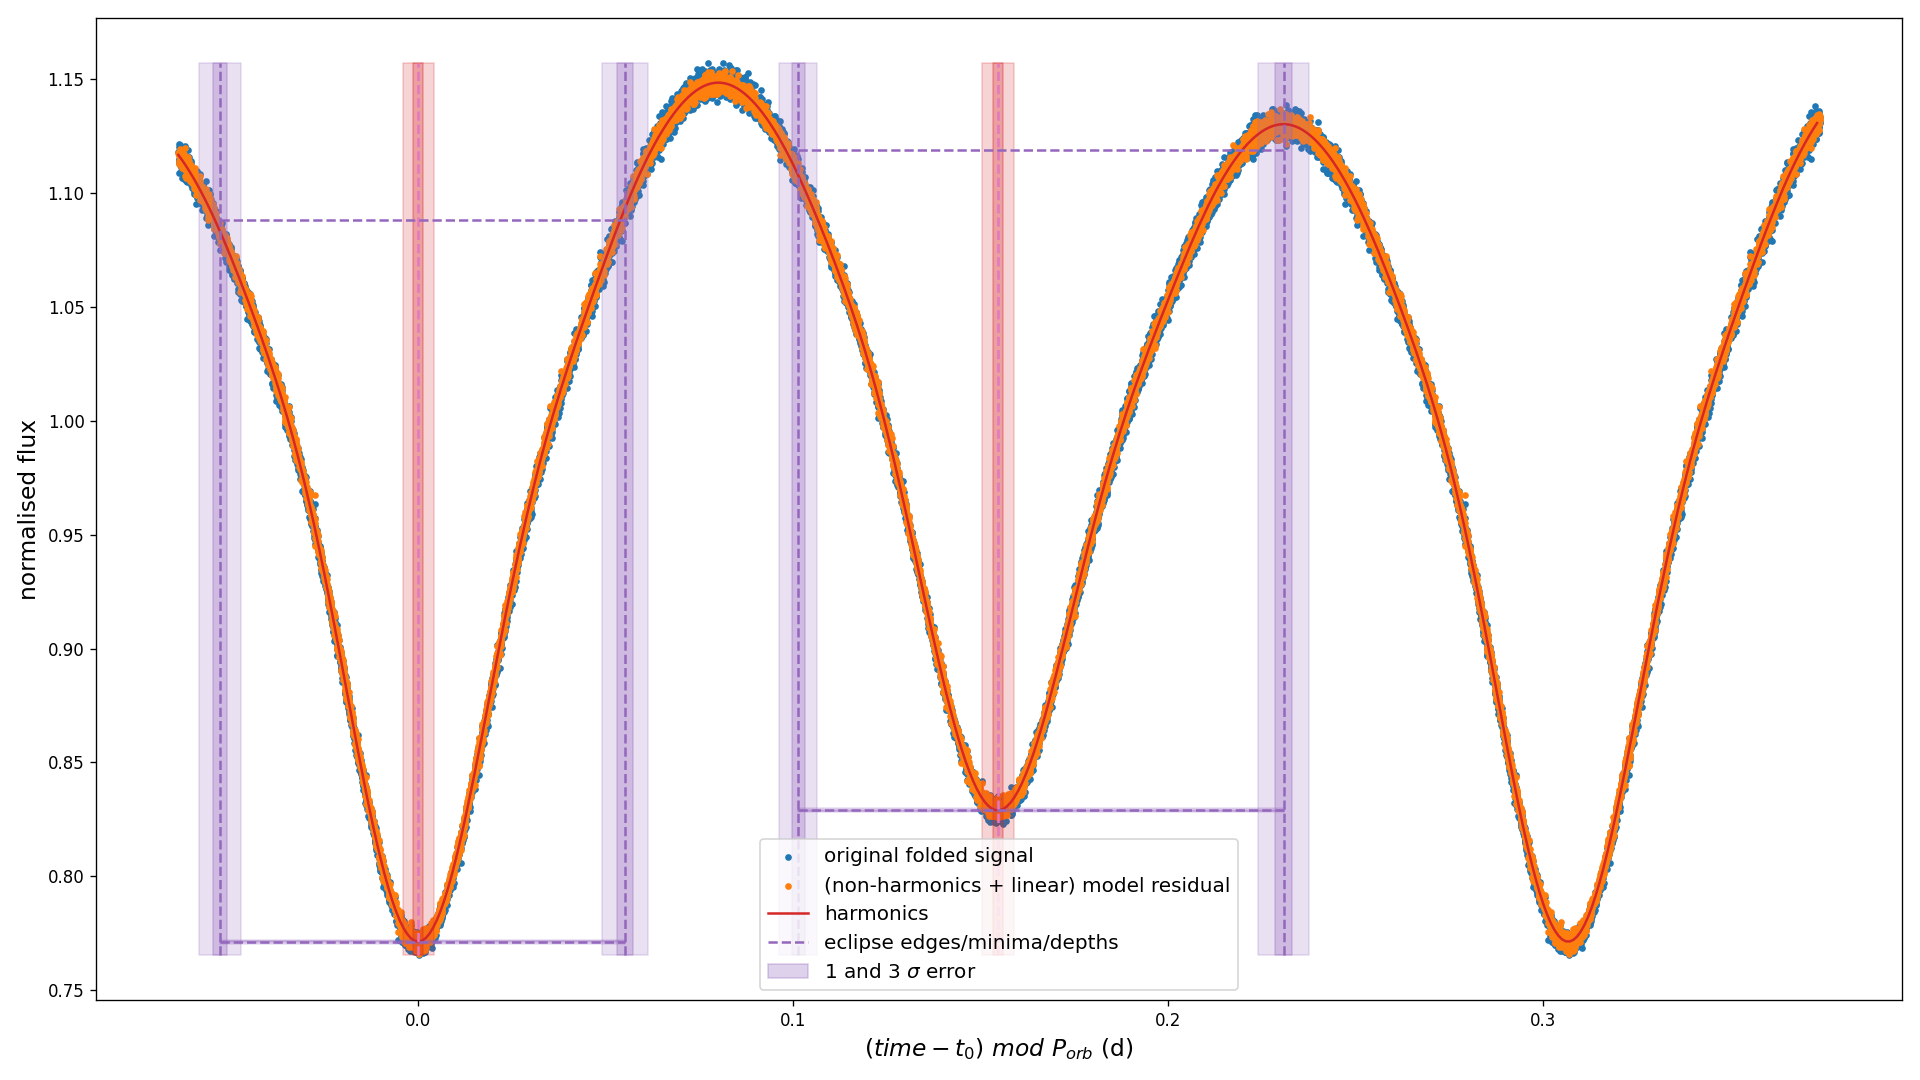 1.15
1.10
1.05
1.00
0.95
0.90
0.85
0.80
0.75
normalised flux
original folded signal
(non-harmonics + linear) model residual
harmonics
eclipse edges/minima/depths
1 and 3 σ error
0.0 0.1 0.2 0.3
(time − t₀) mod Pₒᵣb (d)